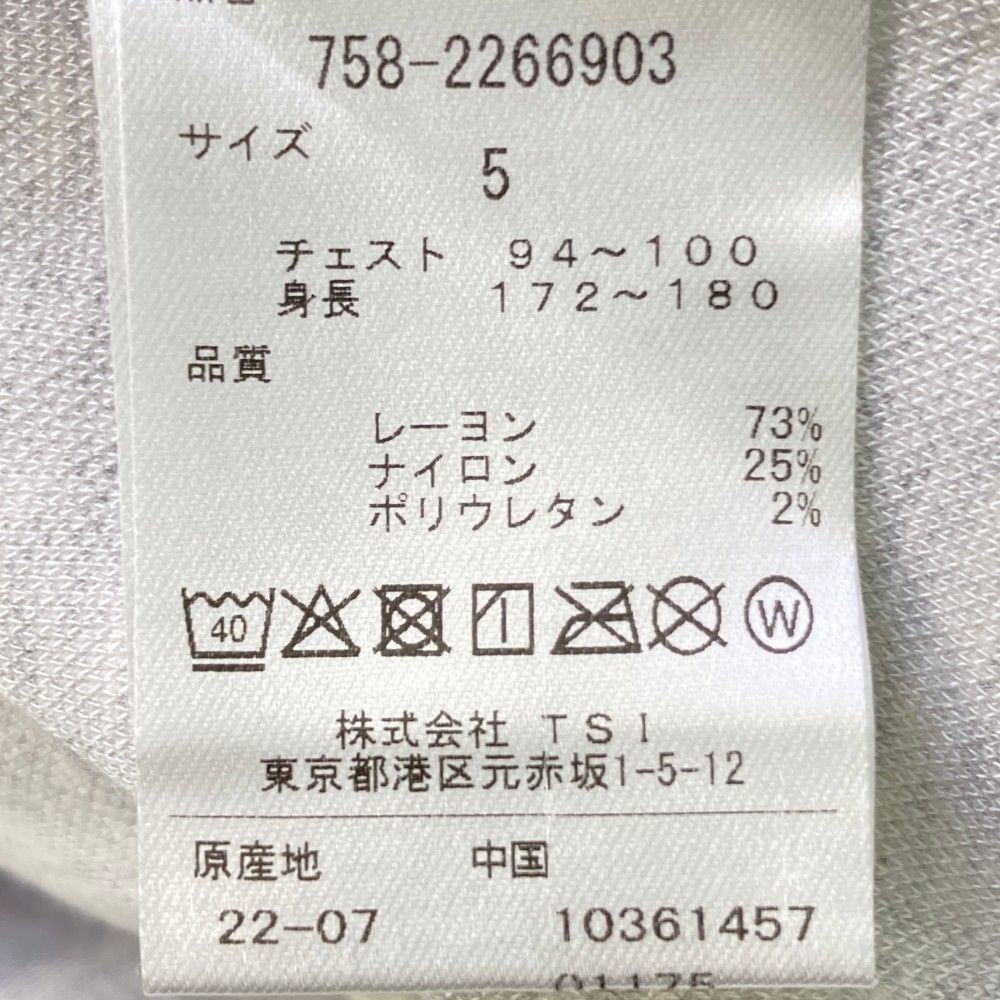 758-2266903
サイズ
5
チェスト 94～100
身長 172～180
品質
レーヨン 73%
ナイロン 25%
ポリウレタン 2%
40 W
株式会社 TSI
東京都港区元赤坂1-5-12
原産地 中国
22-07 10361457